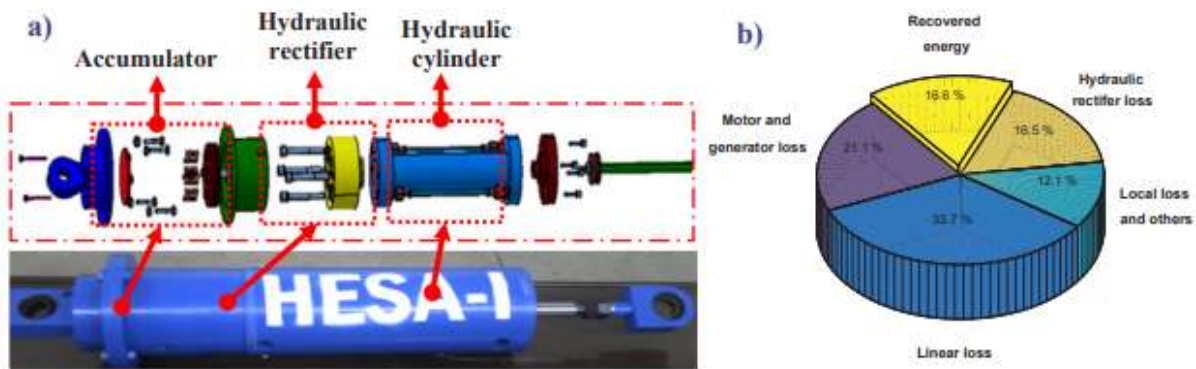 a)
Accumulator
Hydraulic
rectifier
Hydraulic
cylinder
HESA-I
b)
Recovered
energy
16.6 %
Hydraulic
rectifer loss
16.5 %
Motor and
generator loss
21.1 %
12.1 %
Local loss
and others
33.7 %
Linear loss